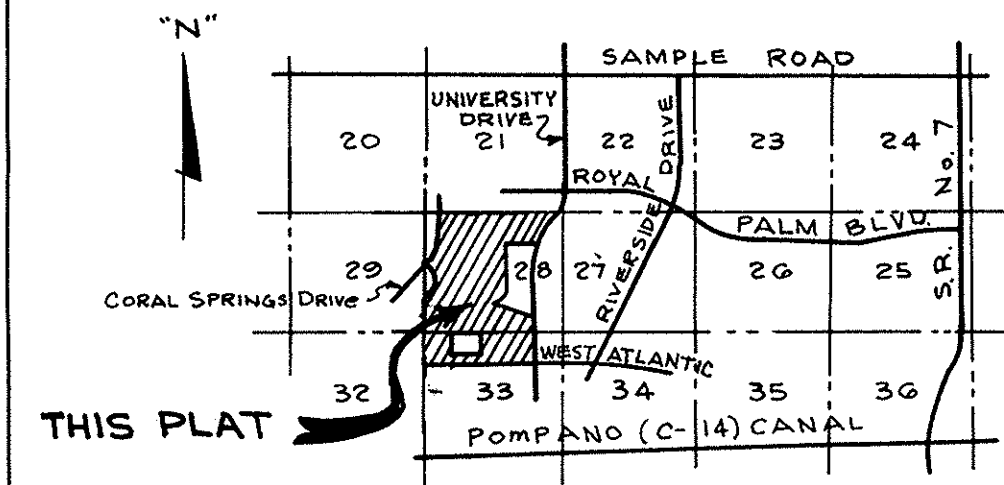 "N"
SAMPLE ROAD
UNIVERSITY
DRIVE
20
21
22
23
24
S.R. No. 7
RIVERSIDE DRIVE
ROYAL
PALM BLVD.
29
28
27
26
25
CORAL SPRINGS DRIVE
WEST ATLANTIC
32
33
34
35
36
THIS PLAT
POMPANO (C-14) CANAL